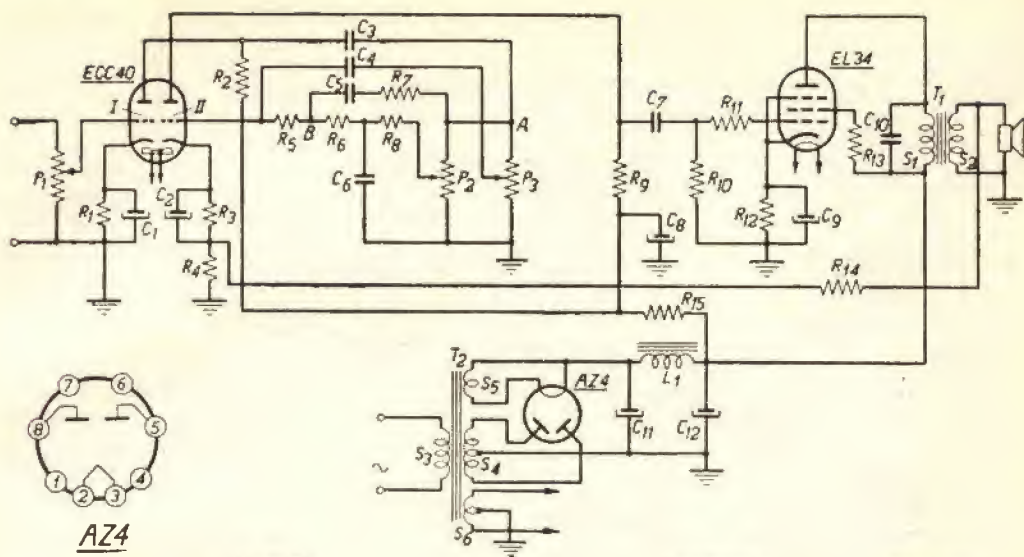 ECC40
I
II
P1
R1
C1
C2
R3
R4
R2
C3
C4
C5
R7
R5
B
R6
R8
C6
P2
P3
A
C7
R11
R9
R10
C8
EL34
R12
C9
C10
R13
T1
S1
S2
R14
R15
L1
T2
S5
AZ4
S3
S4
S6
~
C11
C12
7
6
8
5
1
2
3
4
AZ4